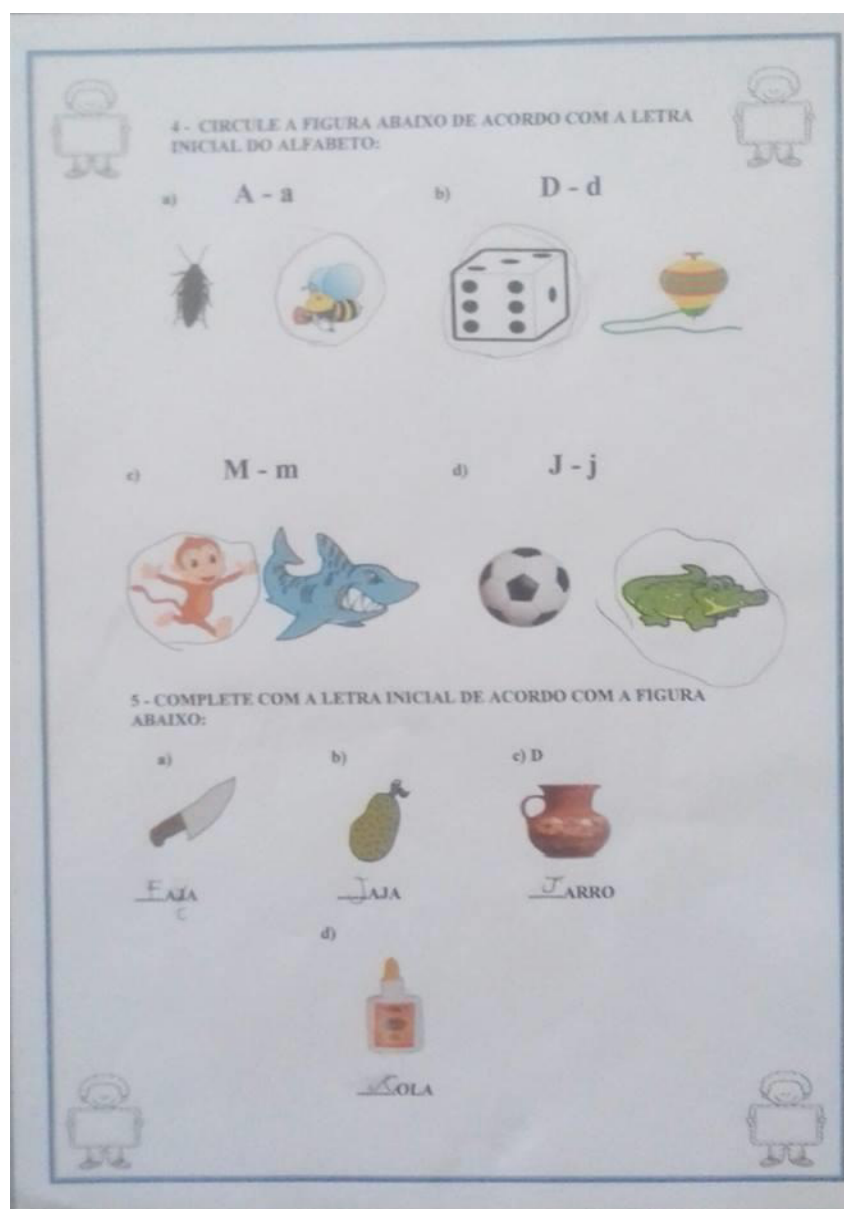 4 - CIRCULE A FIGURA ABAIXO DE ACORDO COM A LETRA
INICIAL DO ALFABETO:
a) A - a b) D - d
c) M - m d) J - j
5 - COMPLETE COM A LETRA INICIAL DE ACORDO COM A FIGURA
ABAIXO:
a) b) c) D
FAJA JAJA JARRO
C
d)
KOLA